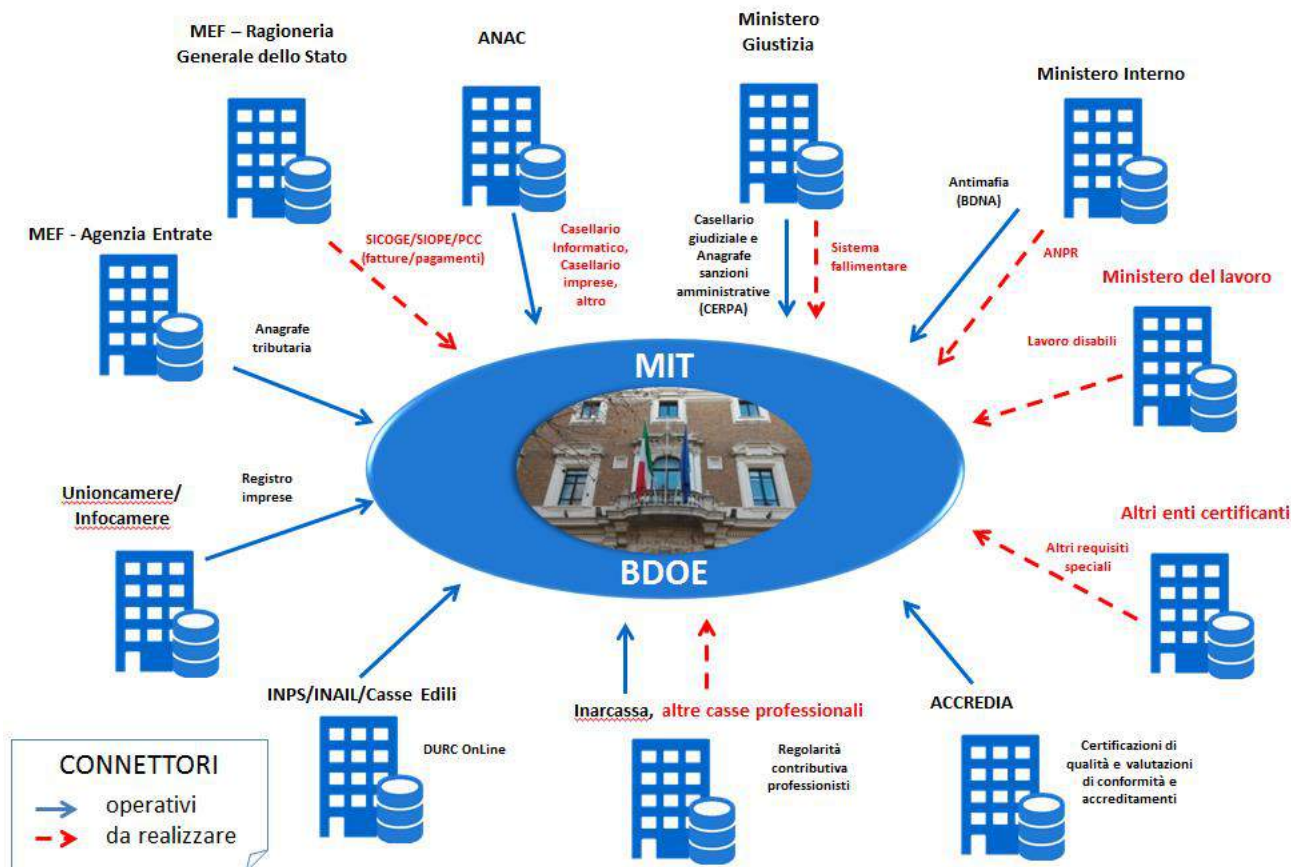 MEF – Ragioneria
Generale dello Stato
ANAC
Ministero
Giustizia
Ministero Interno
Antimafia
(BDNA)
ANPR
MEF - Agenzia Entrate
SICOGE/SIOPE/PCC
(fatture/pagamenti)
Casellario
Informatico,
Casellario
imprese,
altro
Casellario
giudiziale e
Anagrafe
sanzioni
amministrative
(CERPA)
Sistema
fallimentare
Ministero del lavoro
Lavoro disabili
Anagrafe
tributaria
MIT
BDOE
Unioncamere/
Infocamere
Registro
imprese
Altri enti certificanti
Altri requisiti
speciali
INPS/INAIL/Casse Edili
DURC OnLine
Inarcassa, altre casse professionali
Regolarità
contributiva
professionisti
ACCREDIA
Certificazioni di
qualità e valutazioni
di conformità e
accreditamenti
CONNETTORI
operativi
da realizzare